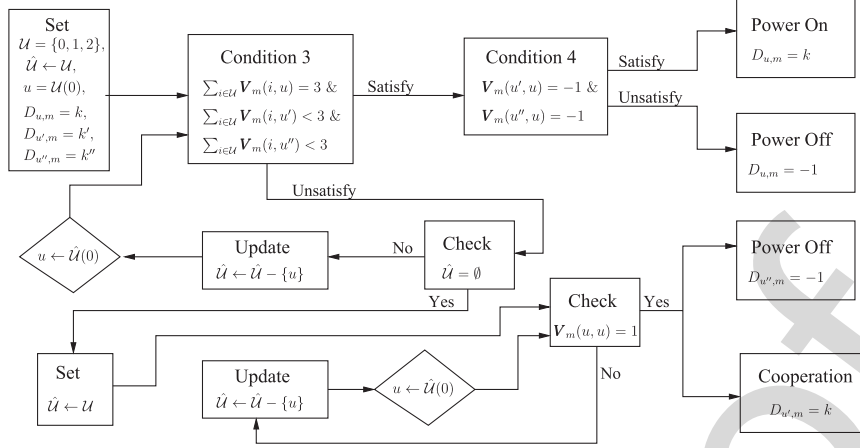 Set
𝒰 = {0, 1, 2},
𝒰̂ ← 𝒰,
u = 𝒰(0),
D_{u,m} = k,
D_{u′,m} = k′,
D_{u″,m} = k″
Condition 3
∑_{i∈𝒰} V_m(i, u) = 3 &
∑_{i∈𝒰} V_m(i, u′) < 3 &
∑_{i∈𝒰} V_m(i, u″) < 3
Satisfy
Unsatisfy
Condition 4
V_m(u′, u) = −1 &
V_m(u″, u) = −1
Satisfy
Unsatisfy
Power On
D_{u,m} = k
Power Off
D_{u,m} = −1
u ← 𝒰̂(0)
Update
𝒰̂ ← 𝒰̂ − {u}
No
Check
𝒰̂ = ∅
Yes
Set
𝒰̂ ← 𝒰
Update
𝒰̂ ← 𝒰̂ − {u}
u ← 𝒰̂(0)
Check
V_m(u, u) = 1
Yes
No
Power Off
D_{u″,m} = −1
Cooperation
D_{u′,m} = k